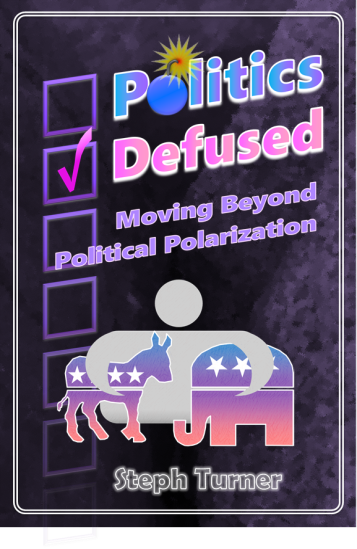 Politics
Defused
Moving Beyond
Political Polarization
Steph Turner